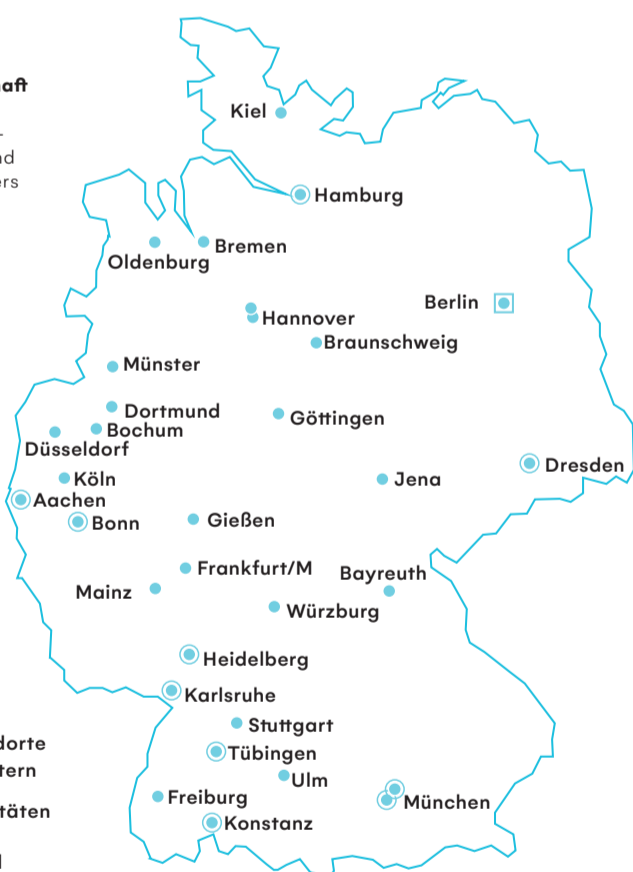 aft
nd
ers
Kiel
Hamburg
Bremen
Oldenburg
Berlin
Hannover
Braunschweig
Münster
Dortmund
Göttingen
Bochum
Düsseldorf
Dresden
Köln
Jena
Aachen
Bonn
Gießen
Frankfurt/M
Bayreuth
Mainz
Würzburg
Heidelberg
Karlsruhe
Stuttgart
dorte
Tübingen
tern
Ulm
Freiburg
München
täten
Konstanz